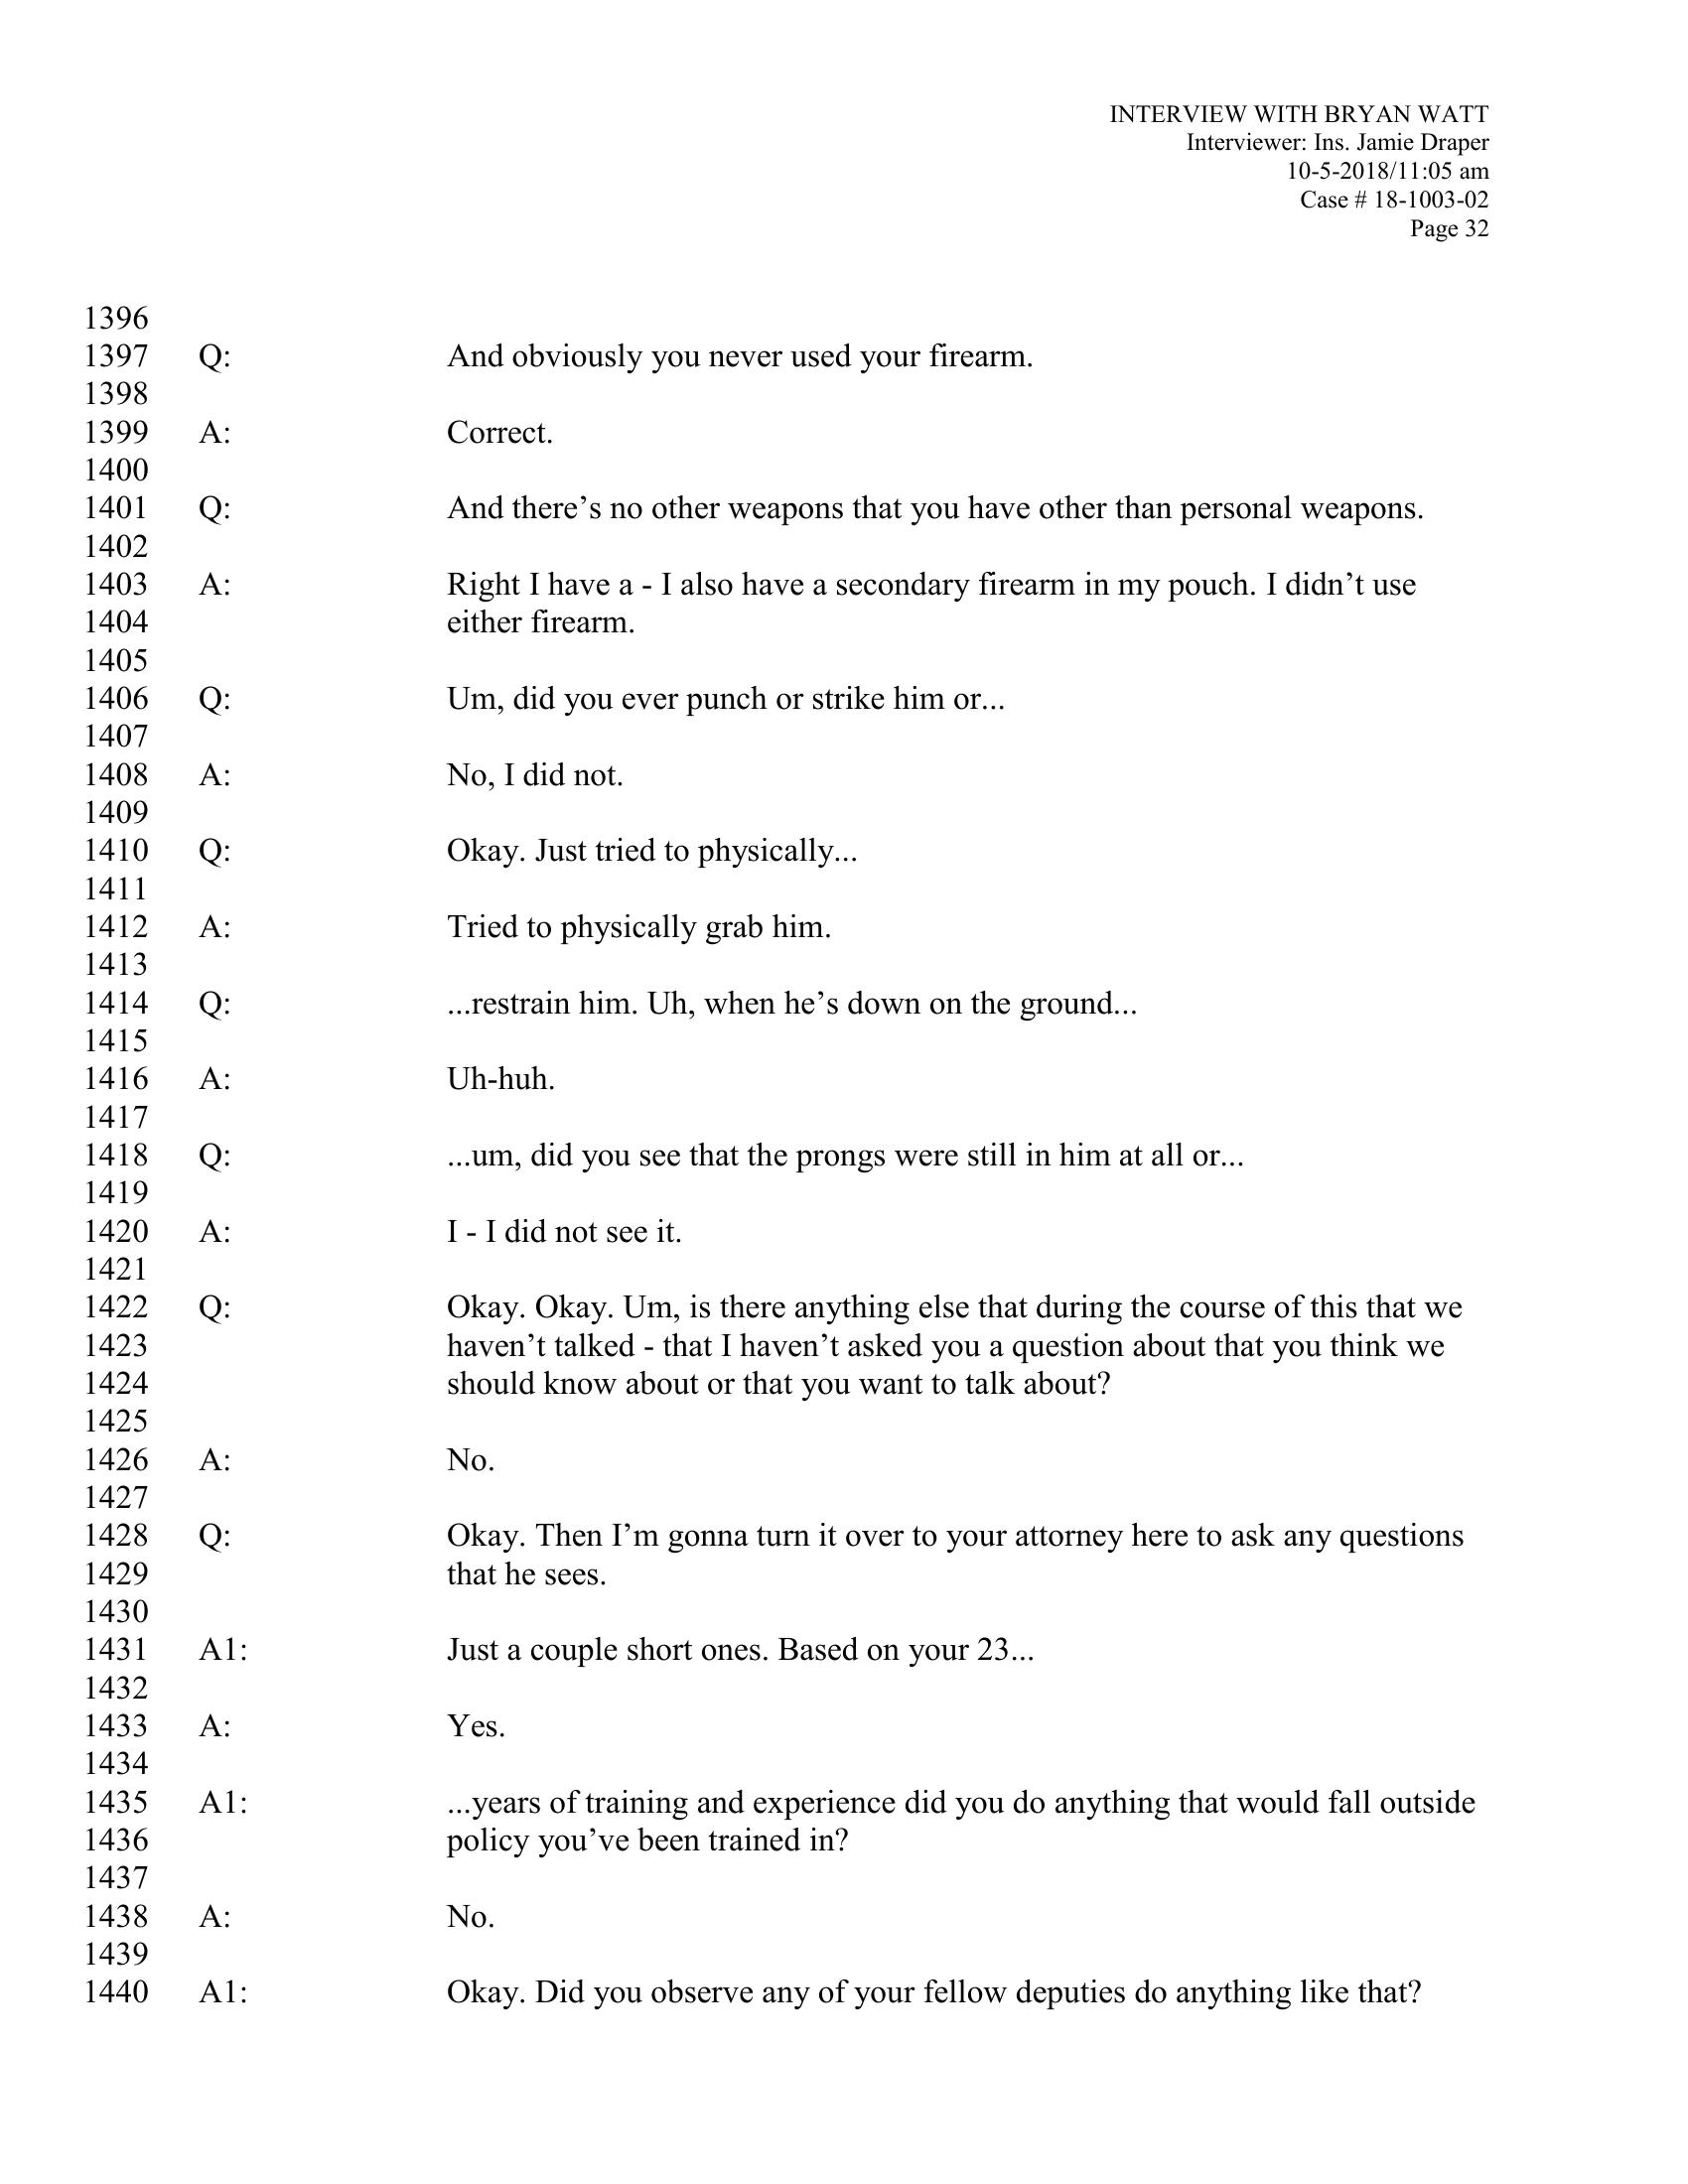 INTERVIEW WITH BRYAN WATT
Interviewer: Ins. Jamie Draper
10-5-2018/11:05 am
Case # 18-1003-02
Page 32
1396
1397 Q: And obviously you never used your firearm.
1398
1399 A: Correct.
1400
1401 Q: And there’s no other weapons that you have other than personal weapons.
1402
1403 A: Right I have a - I also have a secondary firearm in my pouch. I didn’t use
1404 either firearm.
1405
1406 Q: Um, did you ever punch or strike him or...
1407
1408 A: No, I did not.
1409
1410 Q: Okay. Just tried to physically...
1411
1412 A: Tried to physically grab him.
1413
1414 Q: ...restrain him. Uh, when he’s down on the ground...
1415
1416 A: Uh-huh.
1417
1418 Q: ...um, did you see that the prongs were still in him at all or...
1419
1420 A: I - I did not see it.
1421
1422 Q: Okay. Okay. Um, is there anything else that during the course of this that we
1423 haven’t talked - that I haven’t asked you a question about that you think we
1424 should know about or that you want to talk about?
1425
1426 A: No.
1427
1428 Q: Okay. Then I’m gonna turn it over to your attorney here to ask any questions
1429 that he sees.
1430
1431 A1: Just a couple short ones. Based on your 23...
1432
1433 A: Yes.
1434
1435 A1: ...years of training and experience did you do anything that would fall outside
1436 policy you’ve been trained in?
1437
1438 A: No.
1439
1440 A1: Okay. Did you observe any of your fellow deputies do anything like that?